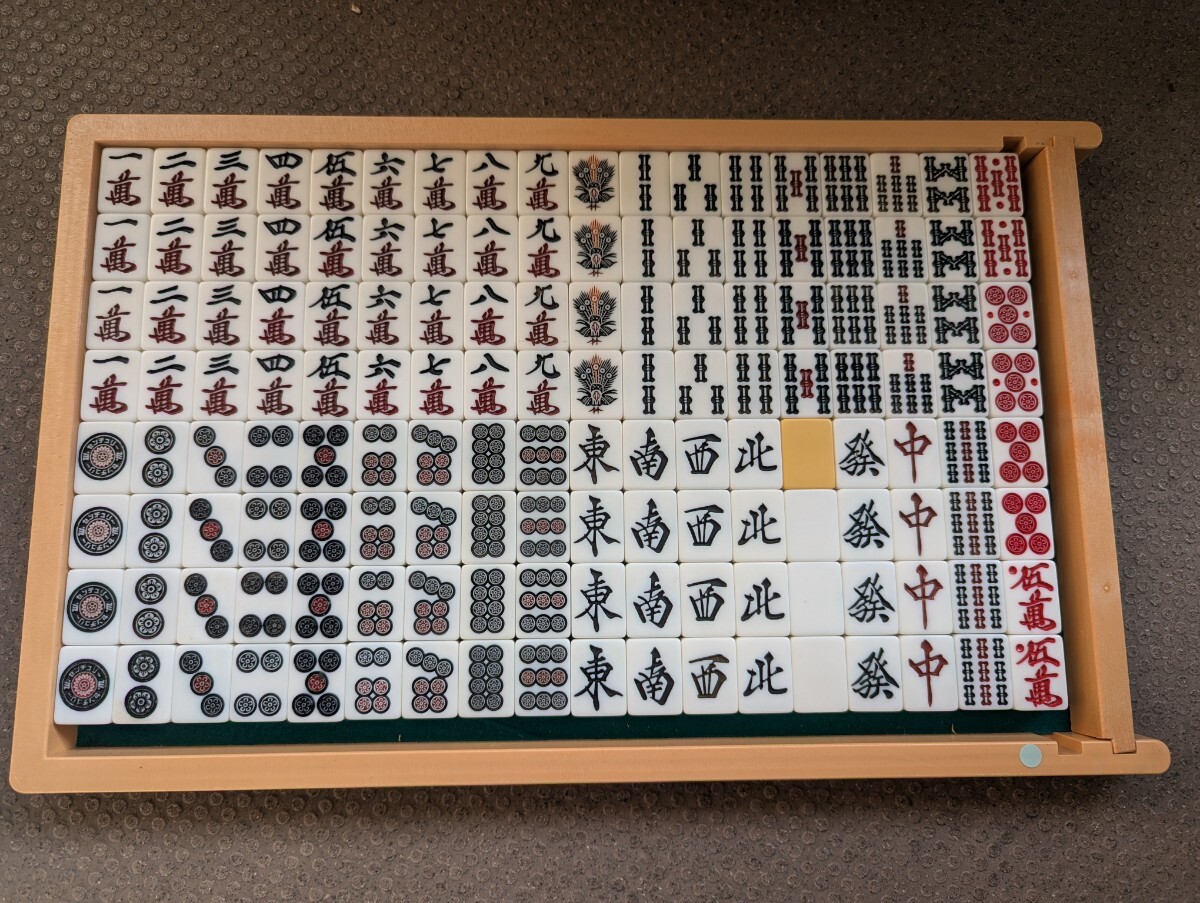 一 二 三 四 伍 六 七 八 九
萬 萬 萬 萬 萬 萬 萬 萬 萬
一 二 三 四 伍 六 七 八 九
萬 萬 萬 萬 萬 萬 萬 萬 萬
一 二 三 四 伍 六 七 八 九
萬 萬 萬 萬 萬 萬 萬 萬 萬
一 二 三 四 伍 六 七 八 九
萬 萬 萬 萬 萬 萬 萬 萬 萬
東 南 西 北 發 中
東 南 西 北 發 中
東 南 西 北 發 中 伍
萬
東 南 西 北 發 中 伍
萬